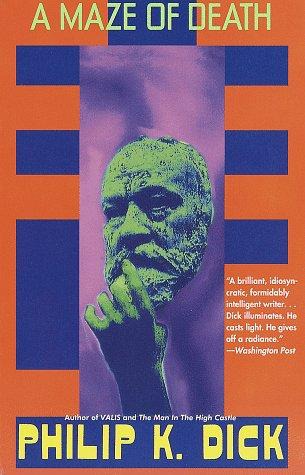 A MAZE OF DEATH
"A brilliant, idiosyn-
cratic, formidably
intelligent writer. . .
Dick illuminates. He
casts light. He gives
off a radiance."
—Washington Post
Author of VALIS and The Man In The High Castle
PHILIP K. DICK